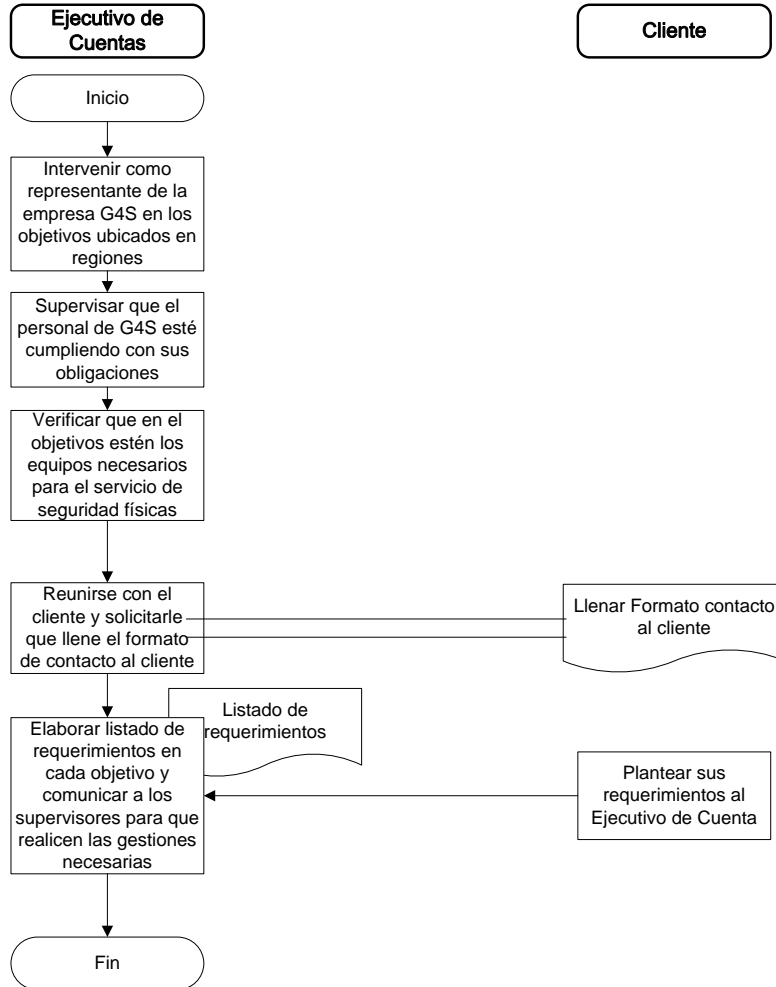 Ejecutivo de
Cuentas
Cliente
Inicio
Intervenir como
representante de la
empresa G4S en los
objetivos ubicados en
regiones
Supervisar que el
personal de G4S esté
cumpliendo con sus
obligaciones
Verificar que en el
objetivos estén los
equipos necesarios
para el servicio de
seguridad físicas
Reunirse con el
cliente y solicitarle
que llene el formato
de contacto al cliente
Llenar Formato contacto
al cliente
Listado de
requerimientos
Elaborar listado de
requerimientos en
cada objetivo y
comunicar a los
supervisores para que
realicen las gestiones
necesarias
Plantear sus
requerimientos al
Ejecutivo de Cuenta
Fin